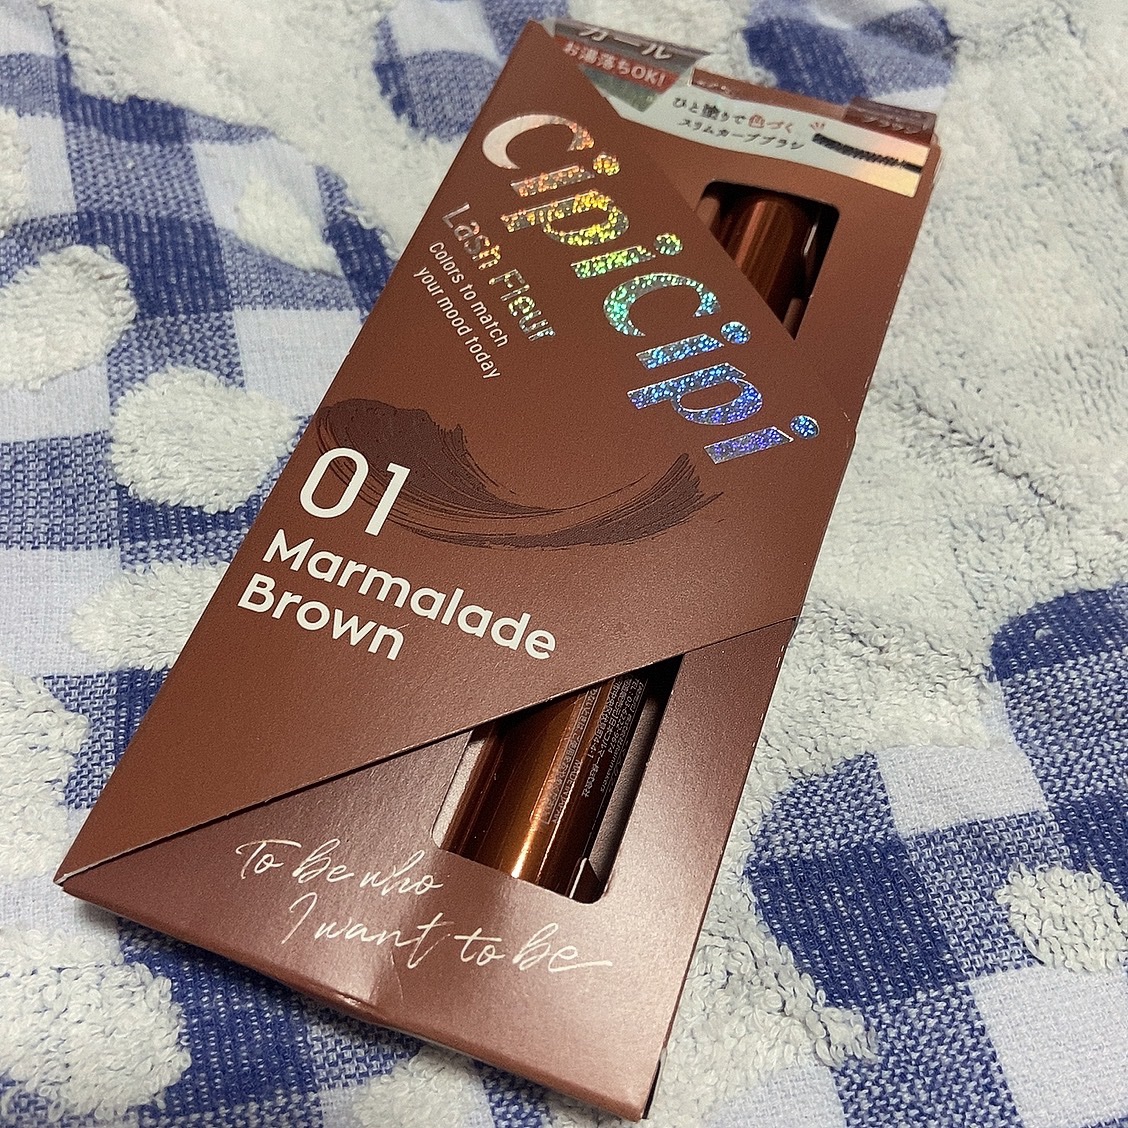 カール
お湯落ちOK!
ひと塗りで色づく
スリムカーブブラシ
CipiCipi
Lash Fleur
Colors to match
your mood today
01
Marmalade
Brown
To be who
I want to be